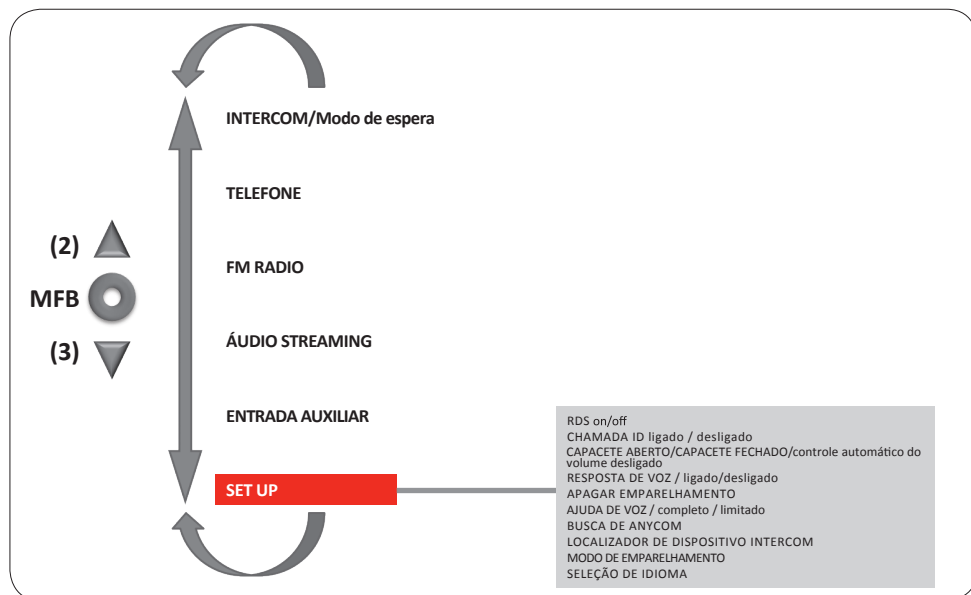 INTERCOM/Modo de espera
TELEFONE
(2)
FM RADIO
MFB
ÁUDIO STREAMING
(3)
ENTRADA AUXILIAR
SET UP
RDS on/off
CHAMADA ID ligado / desligado
CAPACETE ABERTO/CAPACETE FECHADO/controle automático do
volume desligado
RESPOSTA DE VOZ / ligado/desligado
APAGAR EMPARELHAMENTO
AJUDA DE VOZ / completo / limitado
BUSCA DE ANYCOM
LOCALIZADOR DE DISPOSITIVO INTERCOM
MODO DE EMPARELHAMENTO
SELEÇÃO DE IDIOMA